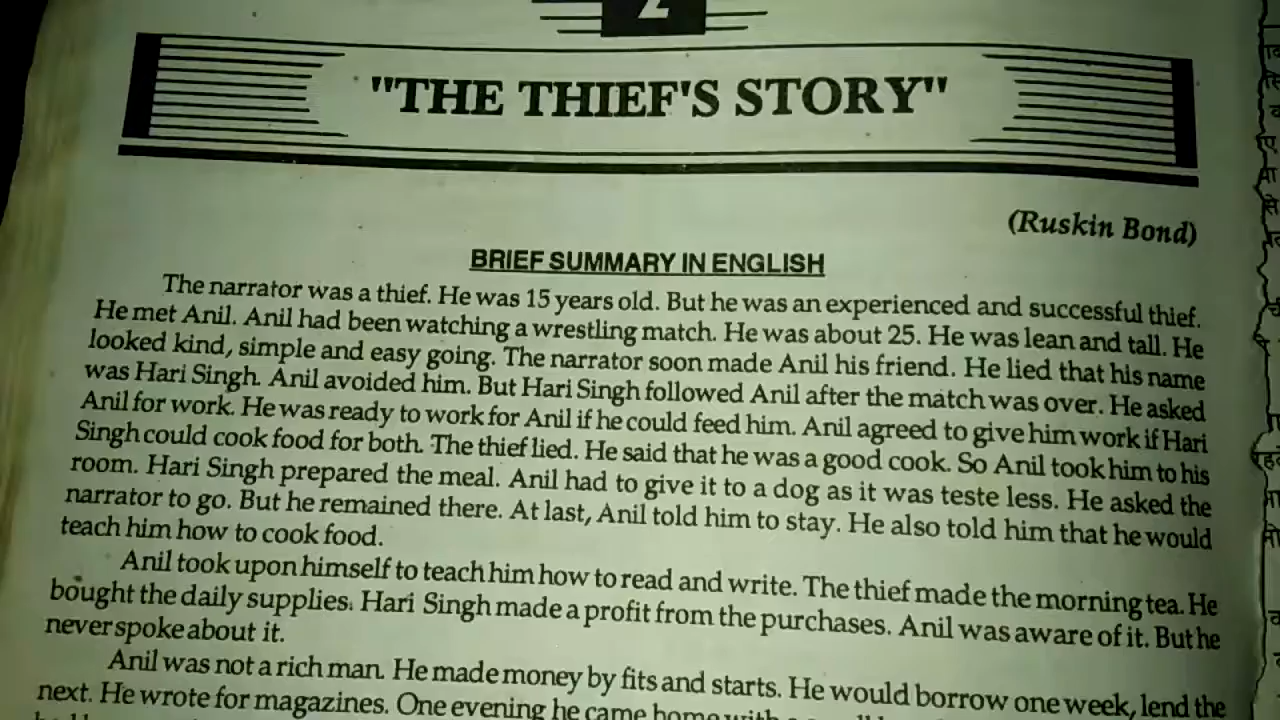 2
"THE THIEF'S STORY"
(Ruskin Bond)
BRIEF SUMMARY IN ENGLISH
The narrator was a thief. He was 15 years old. But he was an experienced and successful thief.
He met Anil. Anil had been watching a wrestling match. He was about 25. He was lean and tall. He
looked kind, simple and easy going. The narrator soon made Anil his friend. He lied that his name
was Hari Singh. Anil avoided him. But Hari Singh followed Anil after the match was over. He asked
Anil for work. He was ready to work for Anil if he could feed him. Anil agreed to give him work if Hari
Singh could cook food for both. The thief lied. He said that he was a good cook. So Anil took him to his
room. Hari Singh prepared the meal. Anil had to give it to a dog as it was teste less. He asked the
narrator to go. But he remained there. At last, Anil told him to stay. He also told him that he would
teach him how to cook food.
Anil took upon himself to teach him how to read and write. The thief made the morning tea. He
bought the daily supplies. Hari Singh made a profit from the purchases. Anil was aware of it. But he
never spoke about it.
Anil was not a rich man. He made money by fits and starts. He would borrow one week, lend the
next. He wrote for magazines. One evening he came home with a